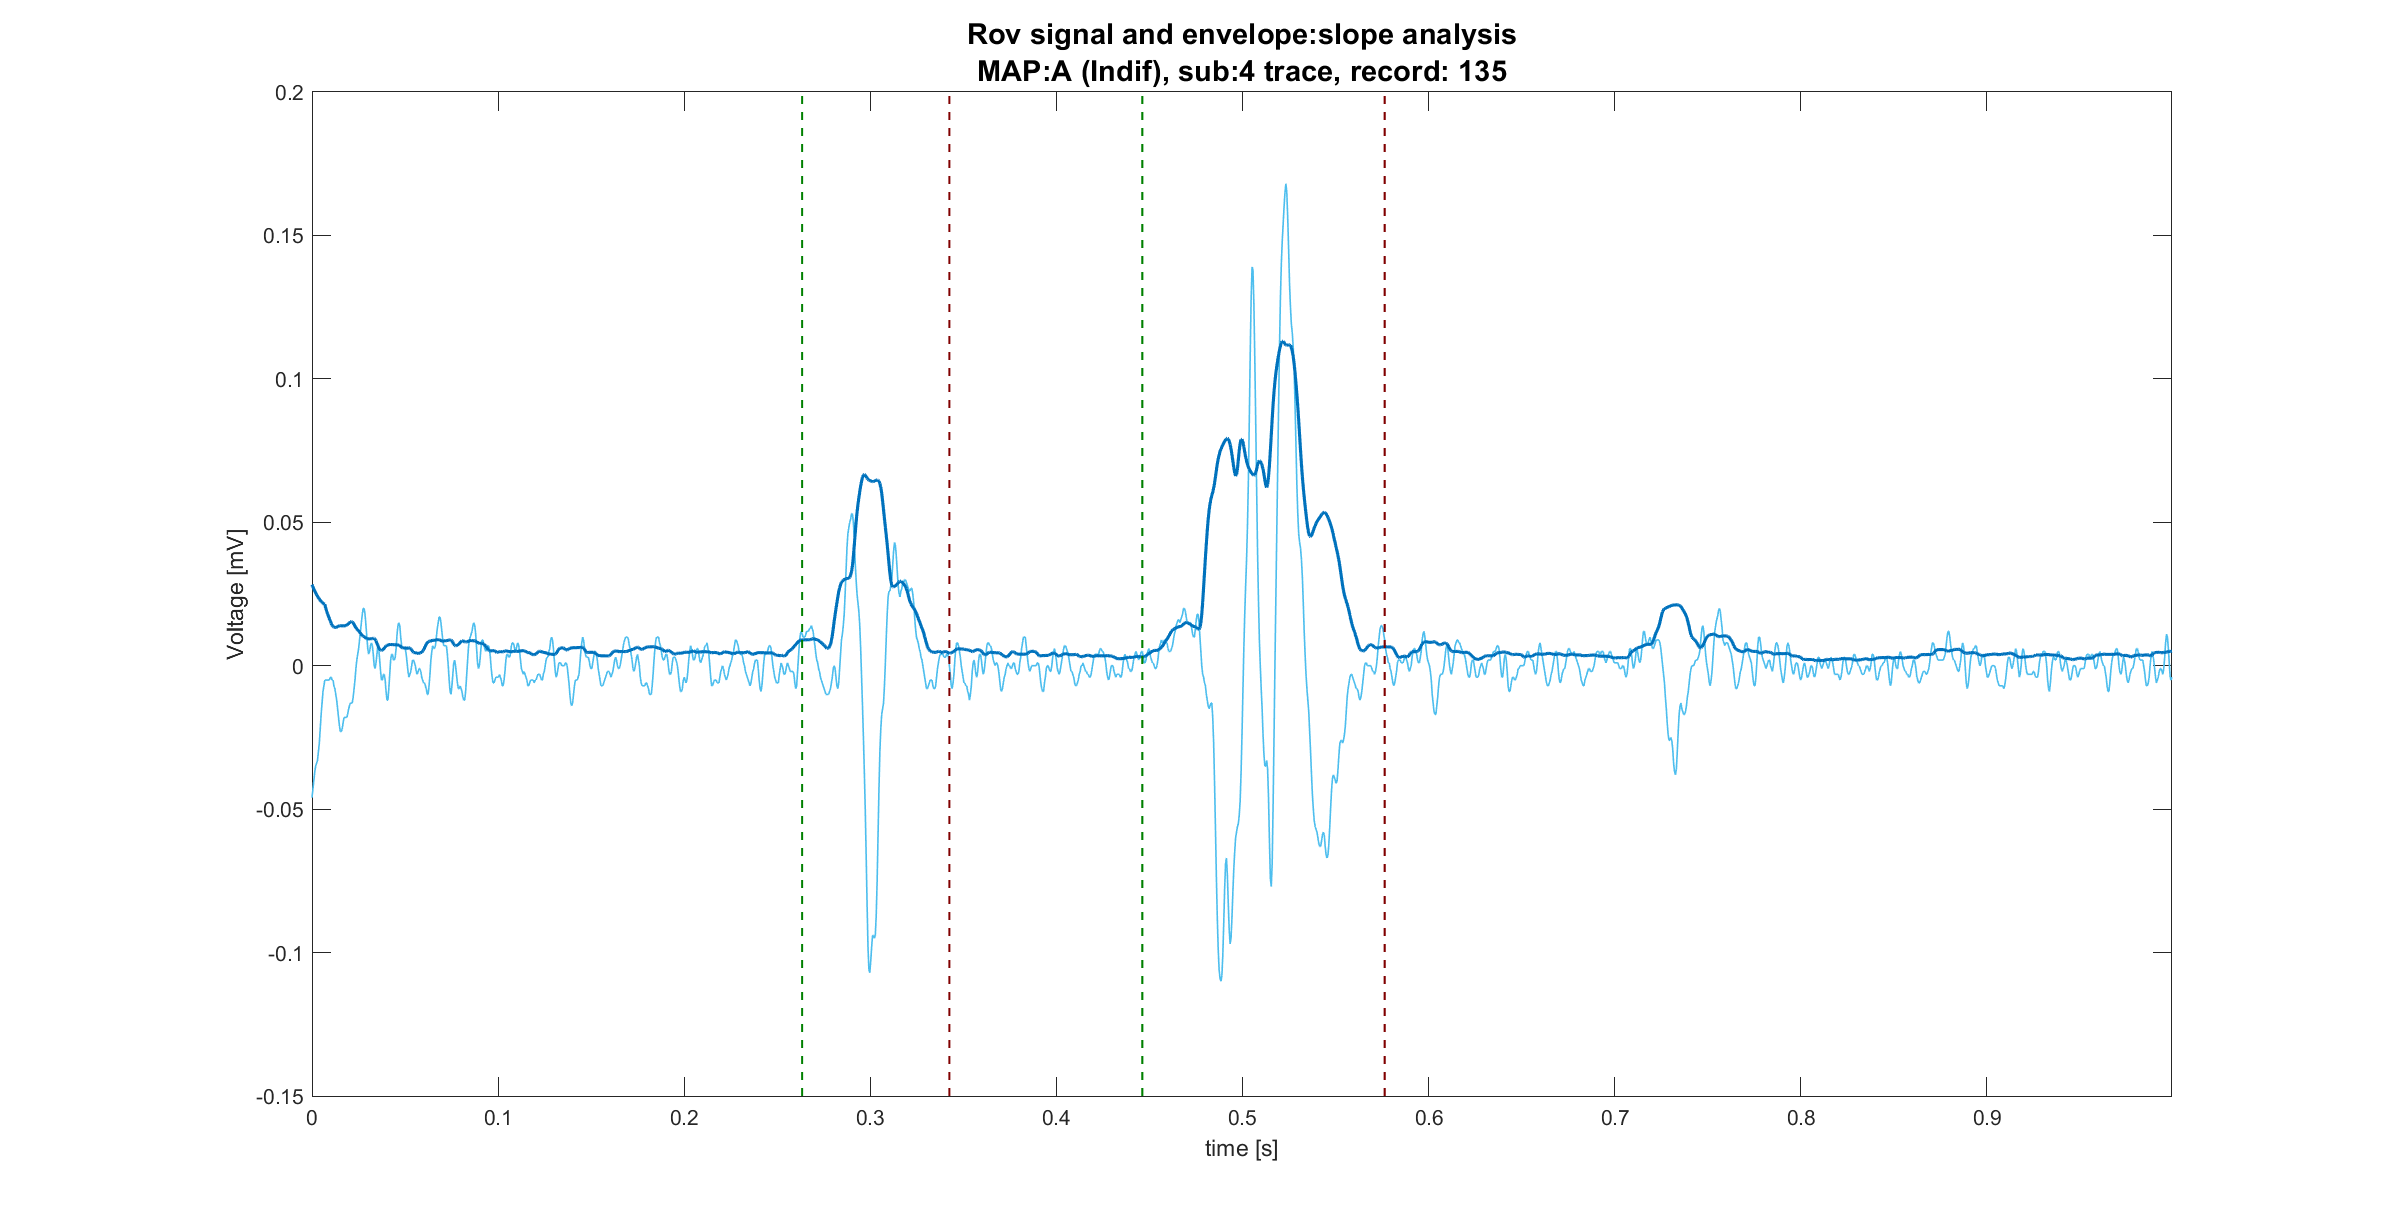 Rov signal and envelope:slope analysis
MAP:A (Indif), sub:4 trace, record: 135
0.2
0.15
0.1
0.05
0
-0.05
-0.1
-0.15
Voltage [mV]
0 0.1 0.2 0.3 0.4 0.5 0.6 0.7 0.8 0.9
time [s]